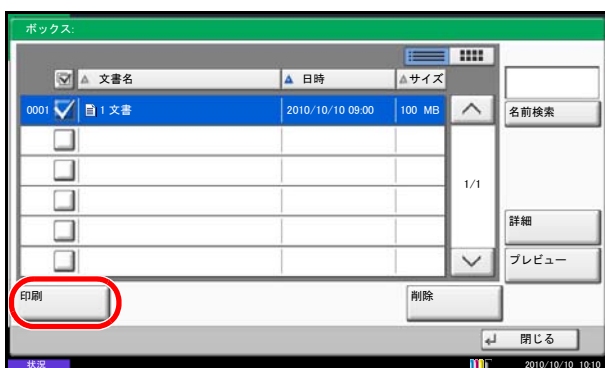 ボックス:
文書名 日時 サイズ
0001 1 文書 2010/10/10 09:00 100 MB
名前検索
1/1
詳細
プレビュー
印刷 削除
閉じる
状況 2010/10/10 10:10